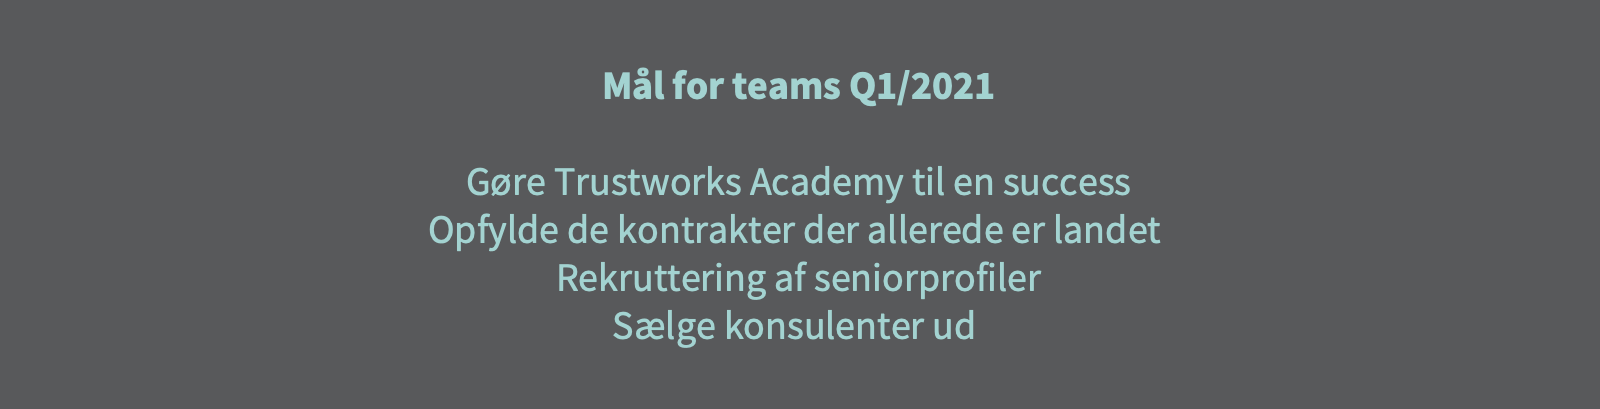 Mål for teams Q1/2021
Gøre Trustworks Academy til en success
Opfylde de kontrakter der allerede er landet
Rekruttering af seniorprofiler
Sælge konsulenter ud